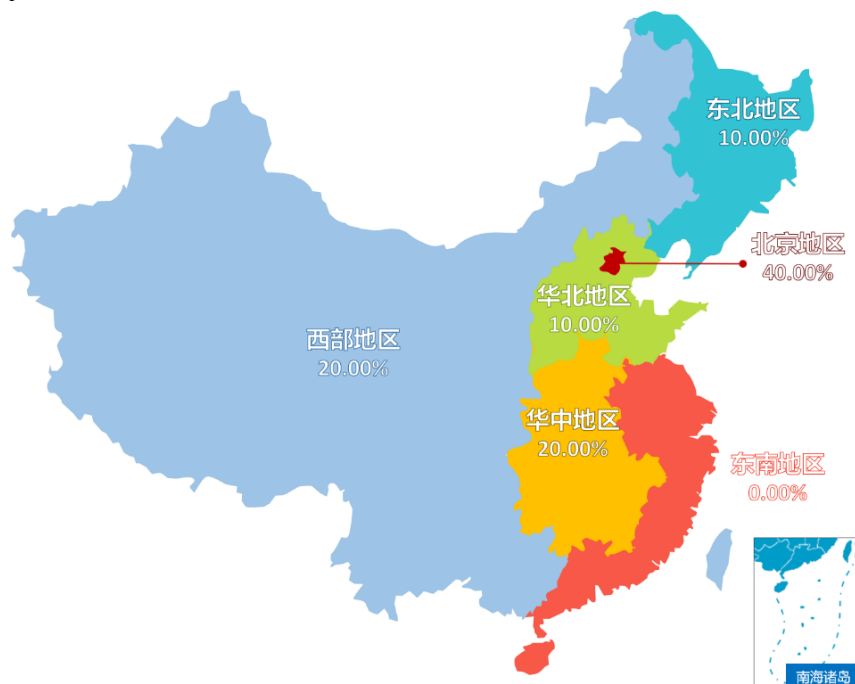 东北地区
10.00%
北京地区
40.00%
华北地区
10.00%
西部地区
20.00%
华中地区
20.00%
东南地区
0.00%
南海诸岛